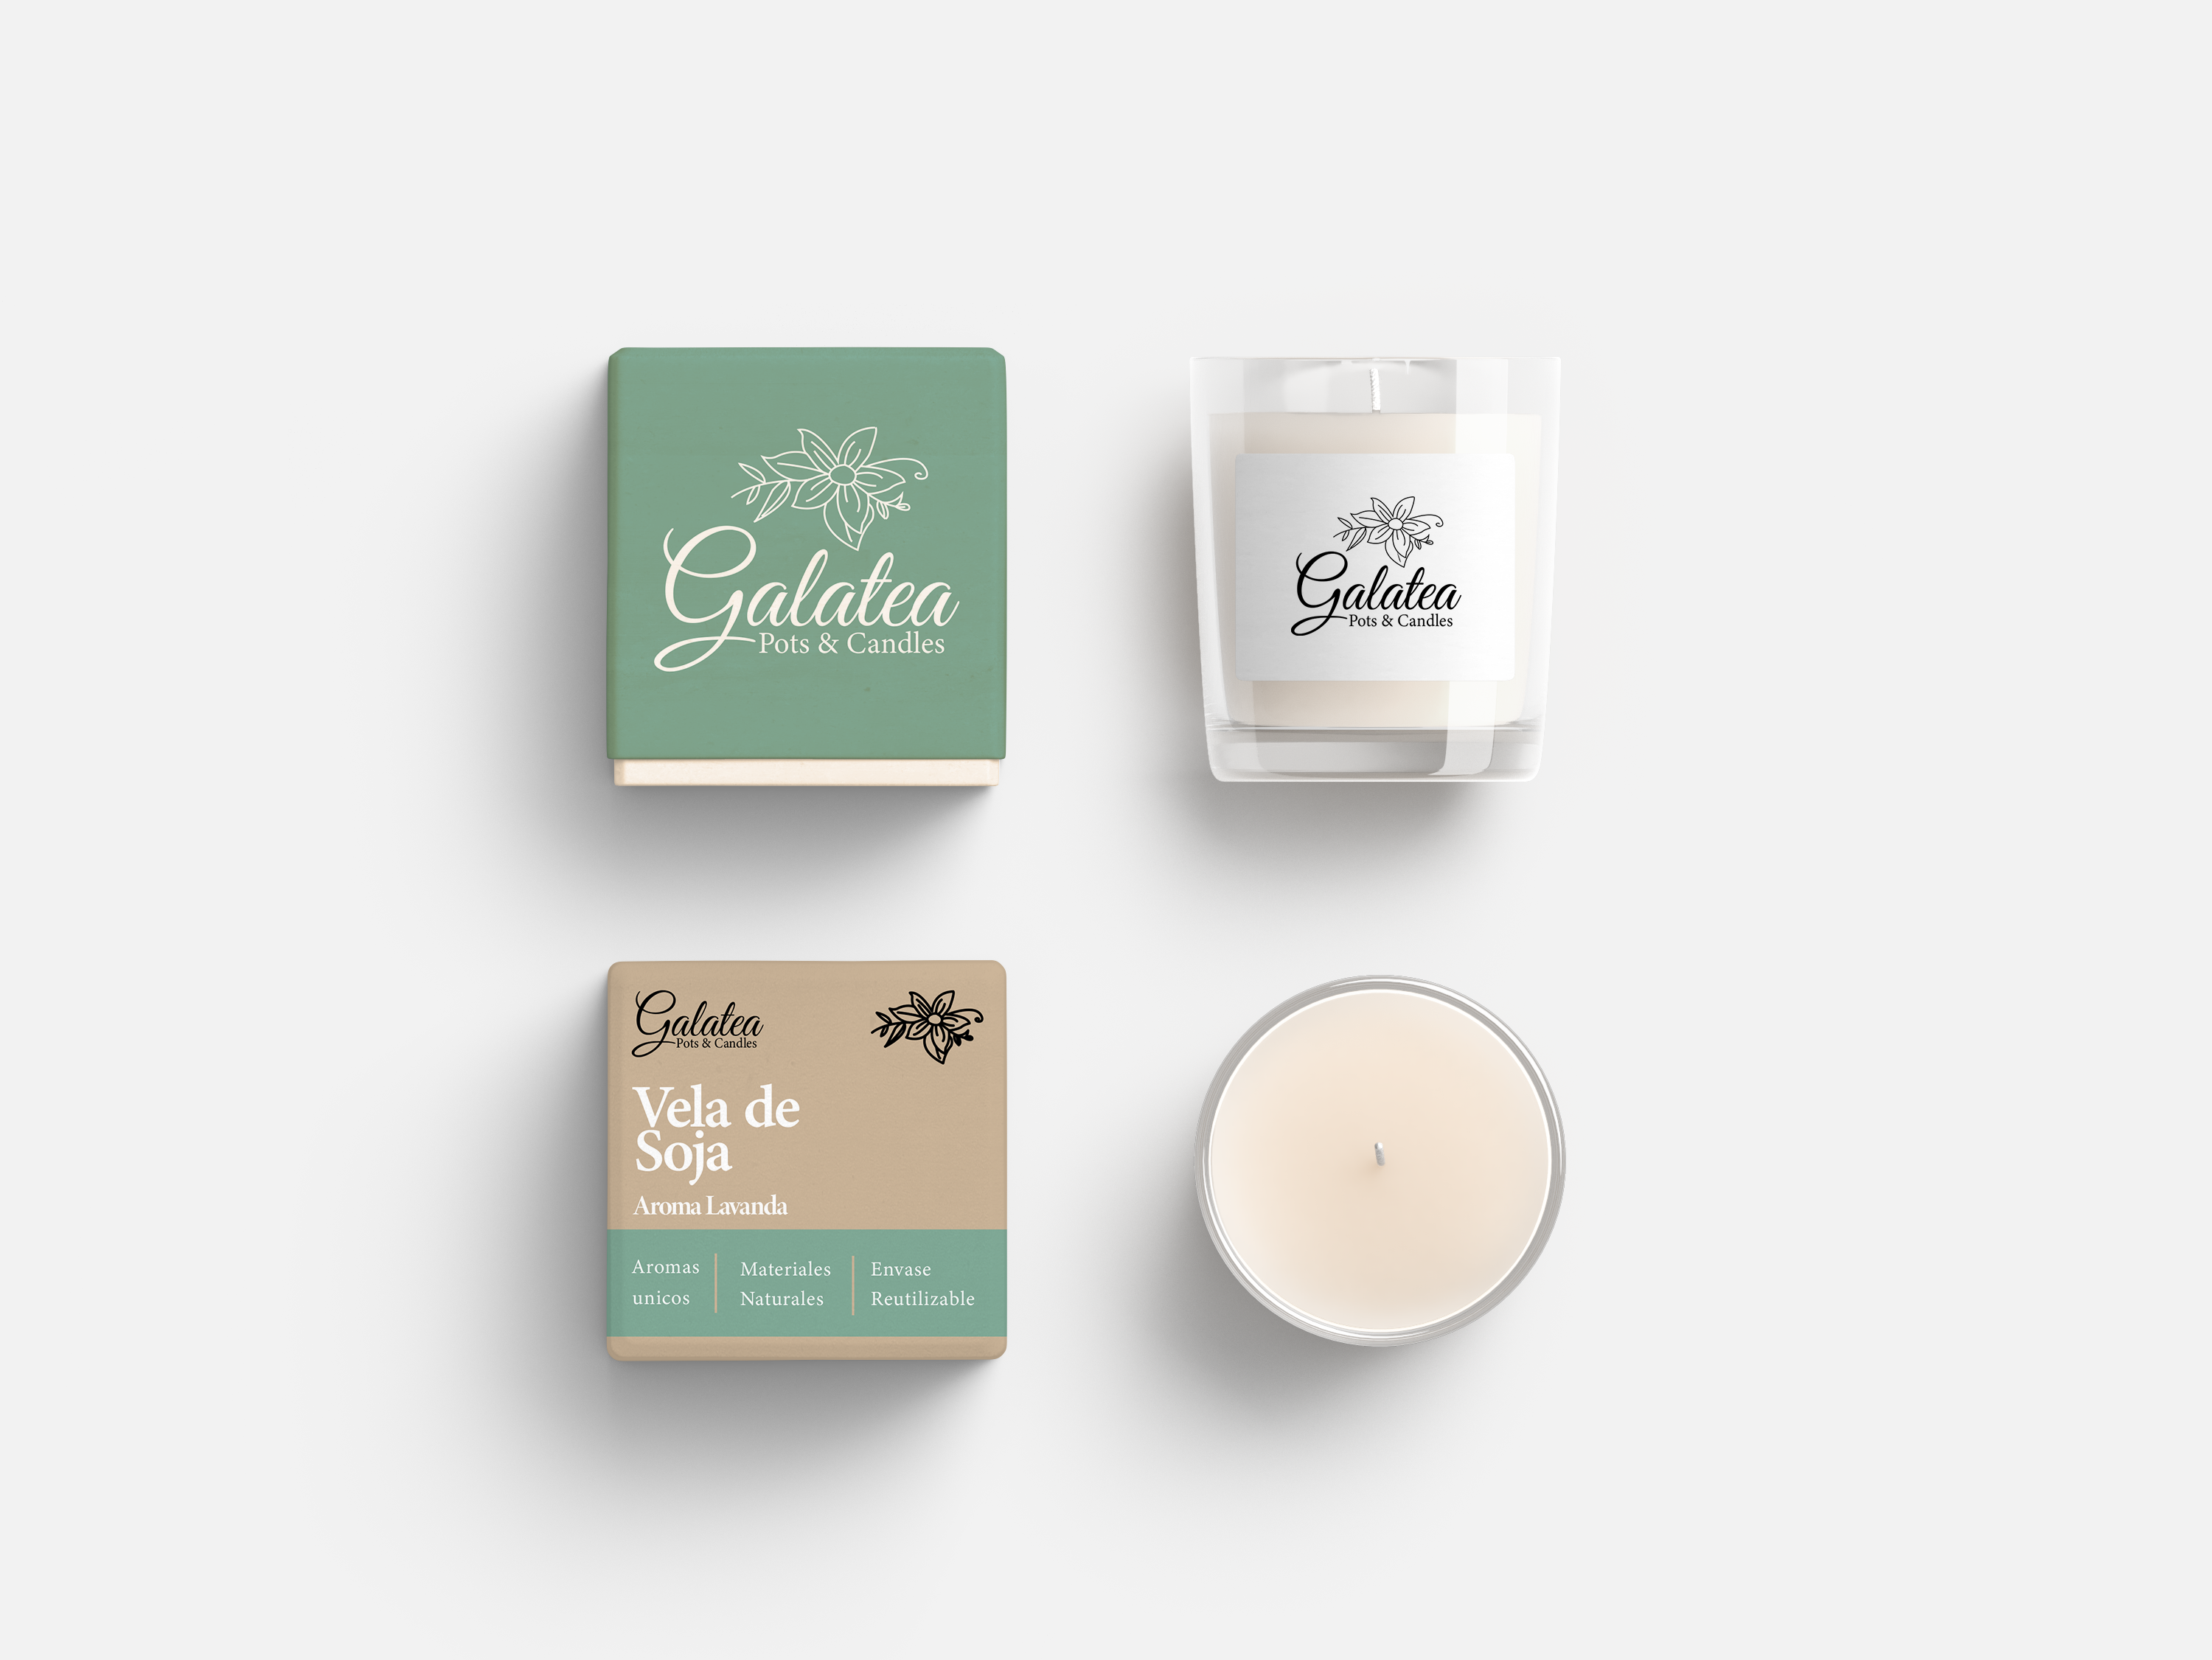 Galatea
Pots & Candles
Galatea
Pots & Candles
Galatea
Pots & Candles
Vela de
Soja
Aroma Lavanda
Aromas
unicos
Materiales
Naturales
Envase
Reutilizable